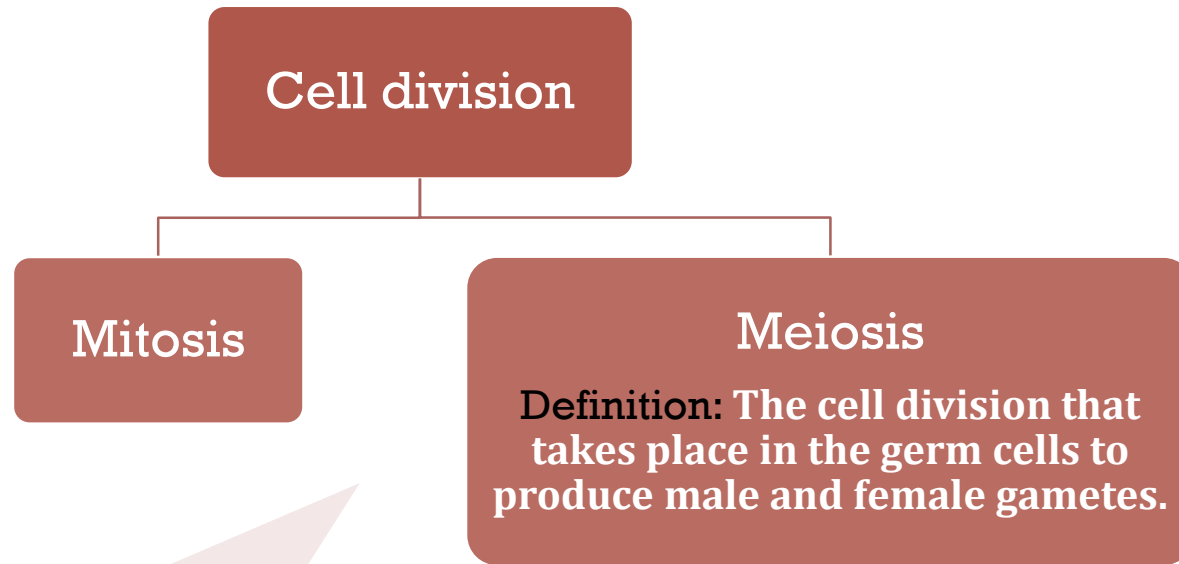 Cell division
Mitosis
Meiosis
Definition: The cell division that
takes place in the germ cells to
produce male and female gametes.